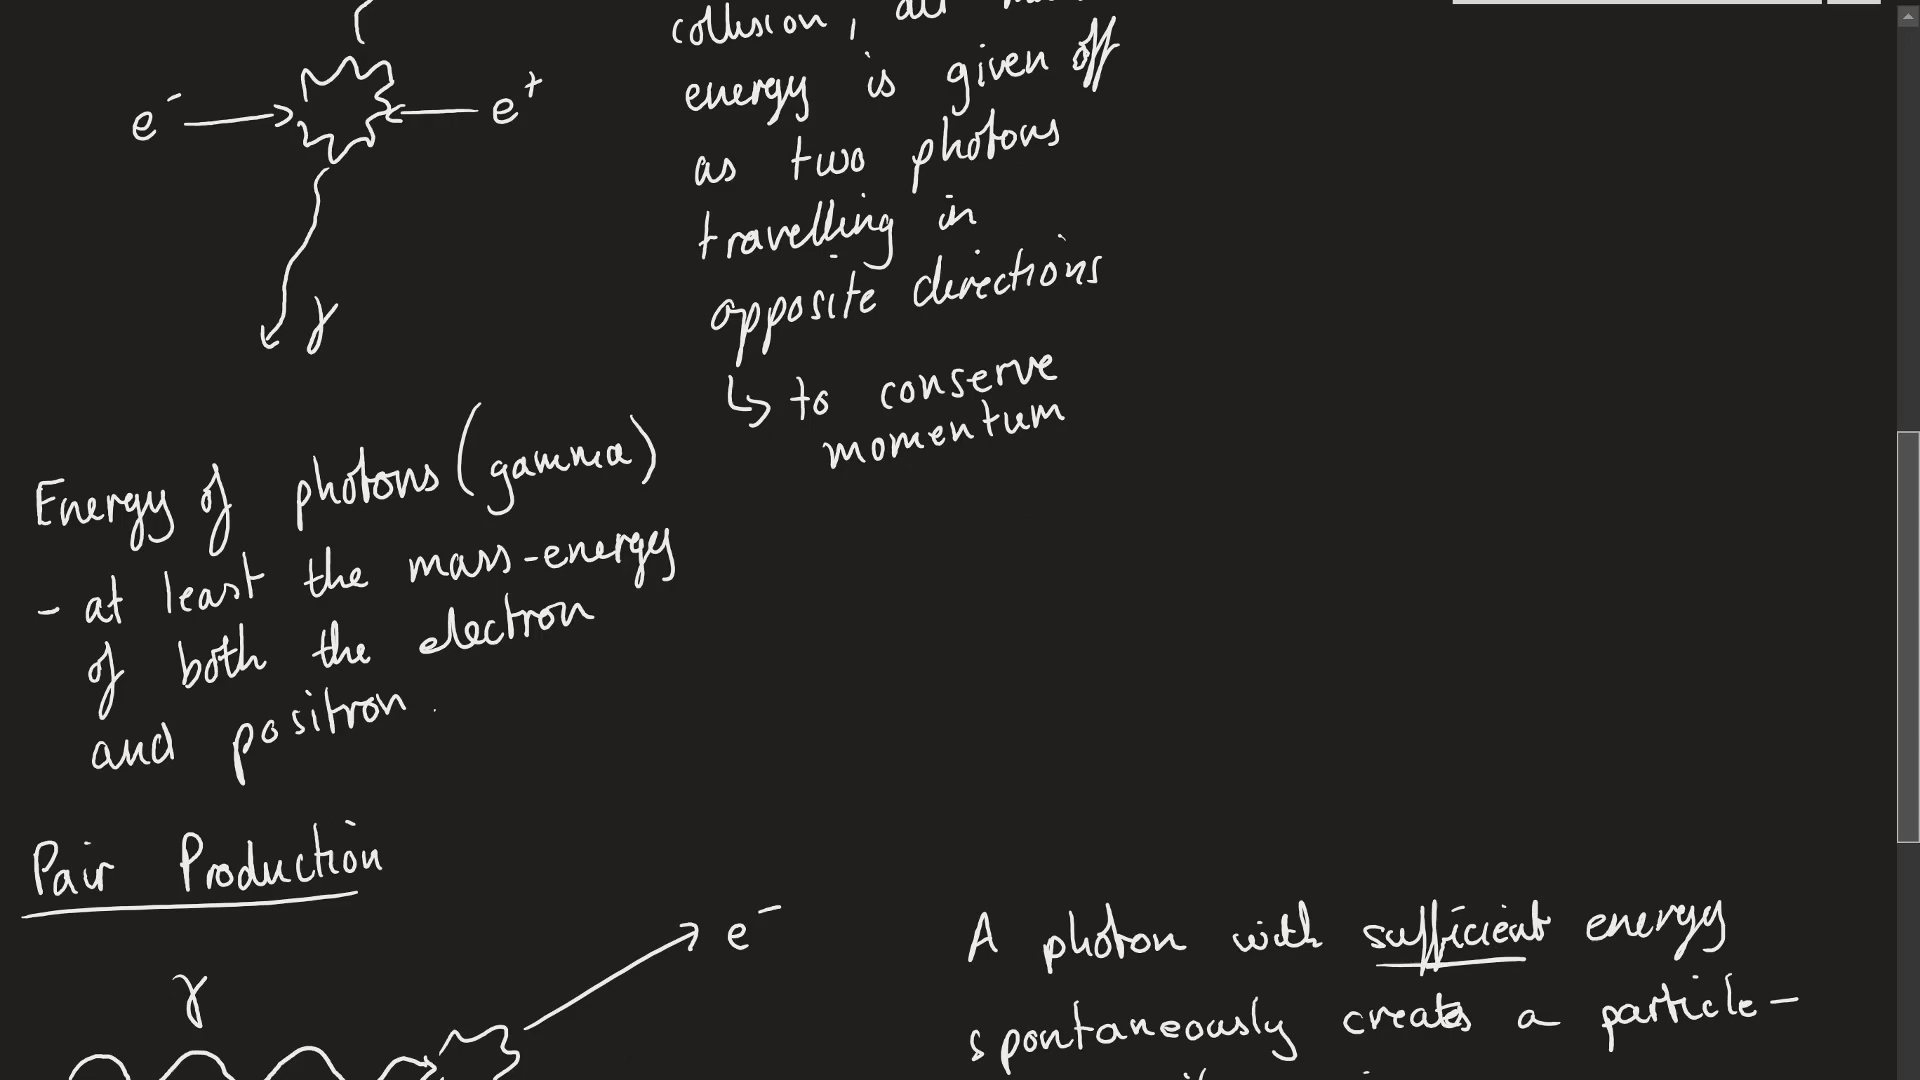 collision, all
energy is given off
as two photons
travelling in
opposite directions
↳ to conserve
momentum
e⁻
e⁺
γ
Energy of photons (gamma)
- at least the mass-energy
of both the electron
and positron.
Pair Production
γ
e⁻
A photon with sufficient energy
spontaneously creates a particle-